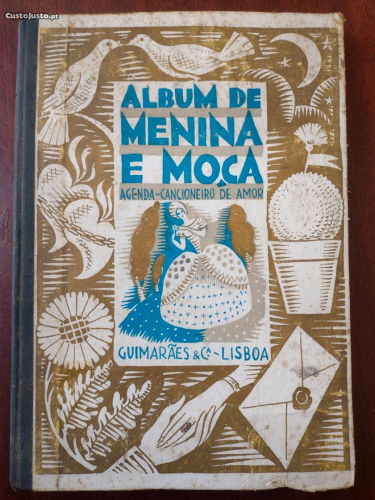 CustoJusto.pt
ALBUM DE
MENINA
E MOÇA
AGENDA-CANCIONEIRO DE AMOR
GUIMARÃES & Cª - LISBOA